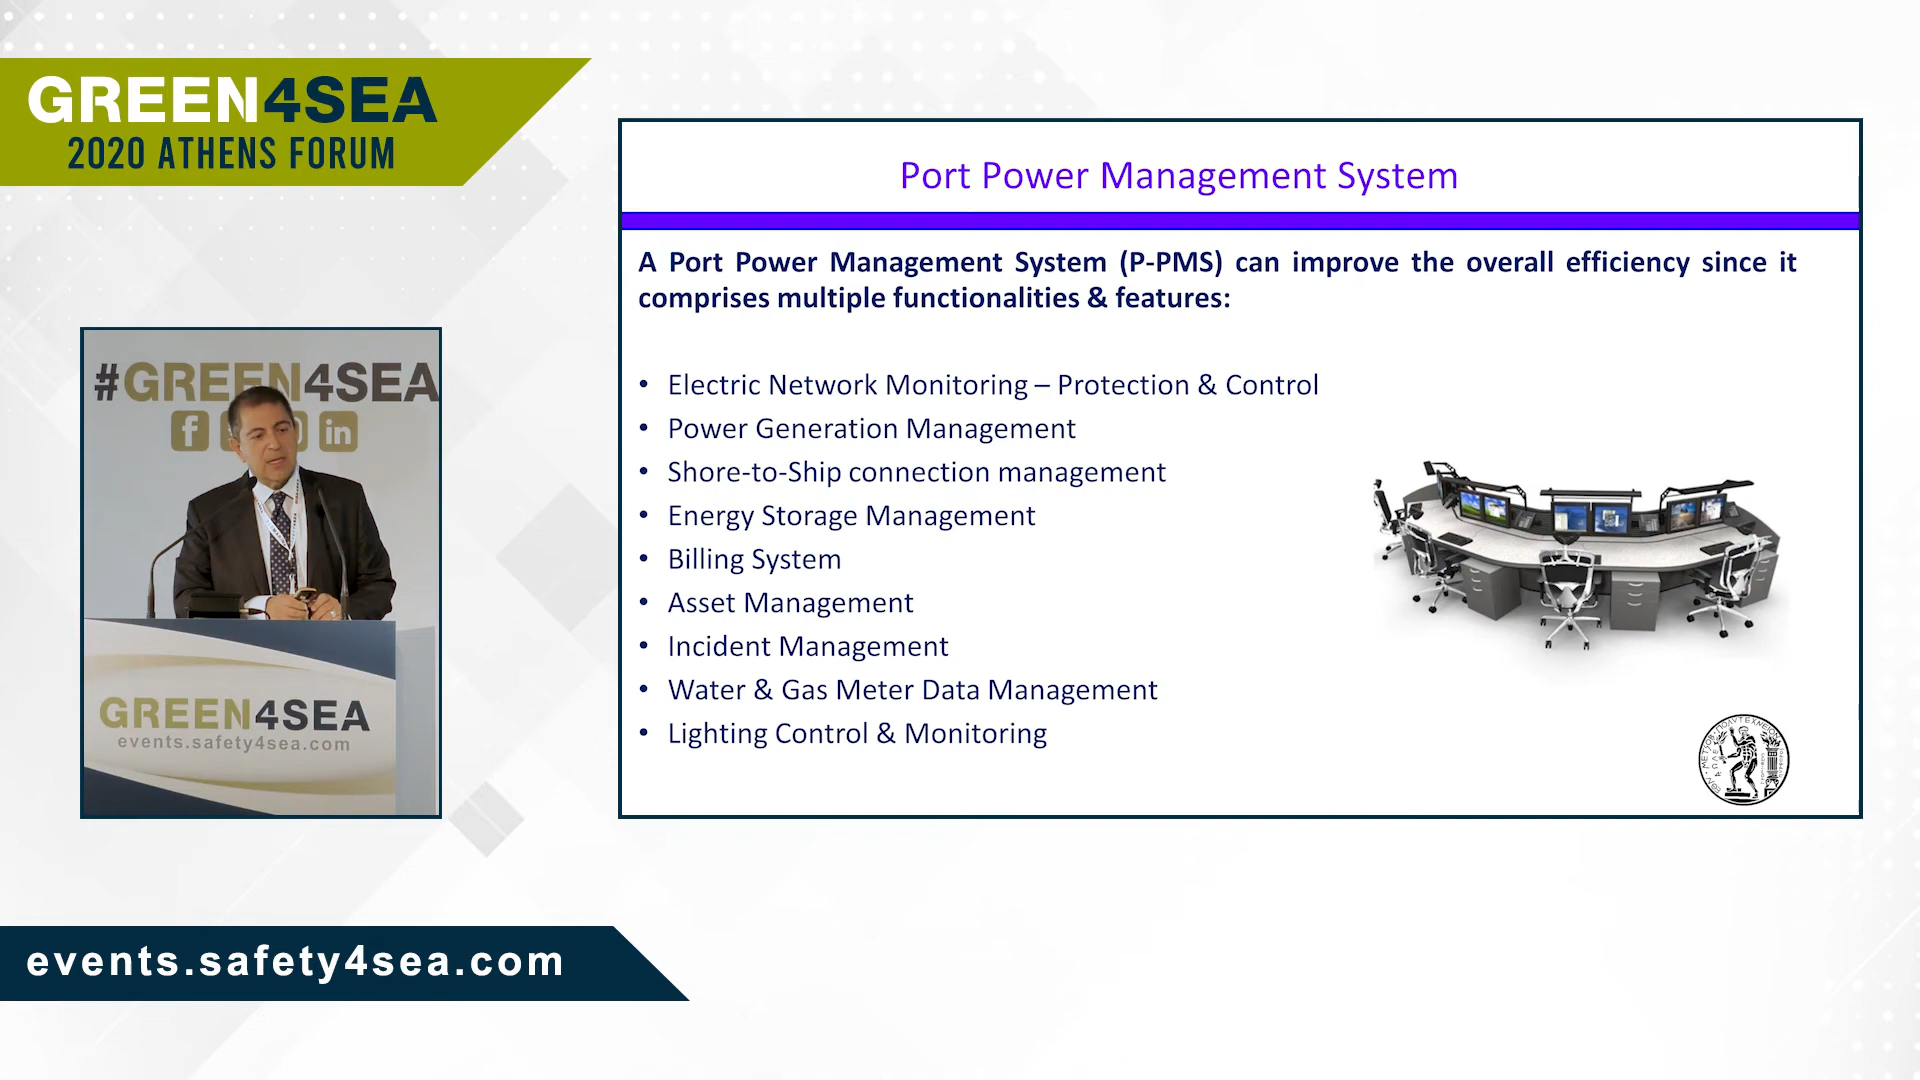 GREEN4SEA
2020 ATHENS FORUM
#GREEN4SEA
f
in
GREEN4SEA
events.safety4sea.com
Port Power Management System
A Port Power Management System (P-PMS) can improve the overall efficiency since it
comprises multiple functionalities & features:
• Electric Network Monitoring – Protection & Control
• Power Generation Management
• Shore-to-Ship connection management
• Energy Storage Management
• Billing System
• Asset Management
• Incident Management
• Water & Gas Meter Data Management
• Lighting Control & Monitoring
events.safety4sea.com